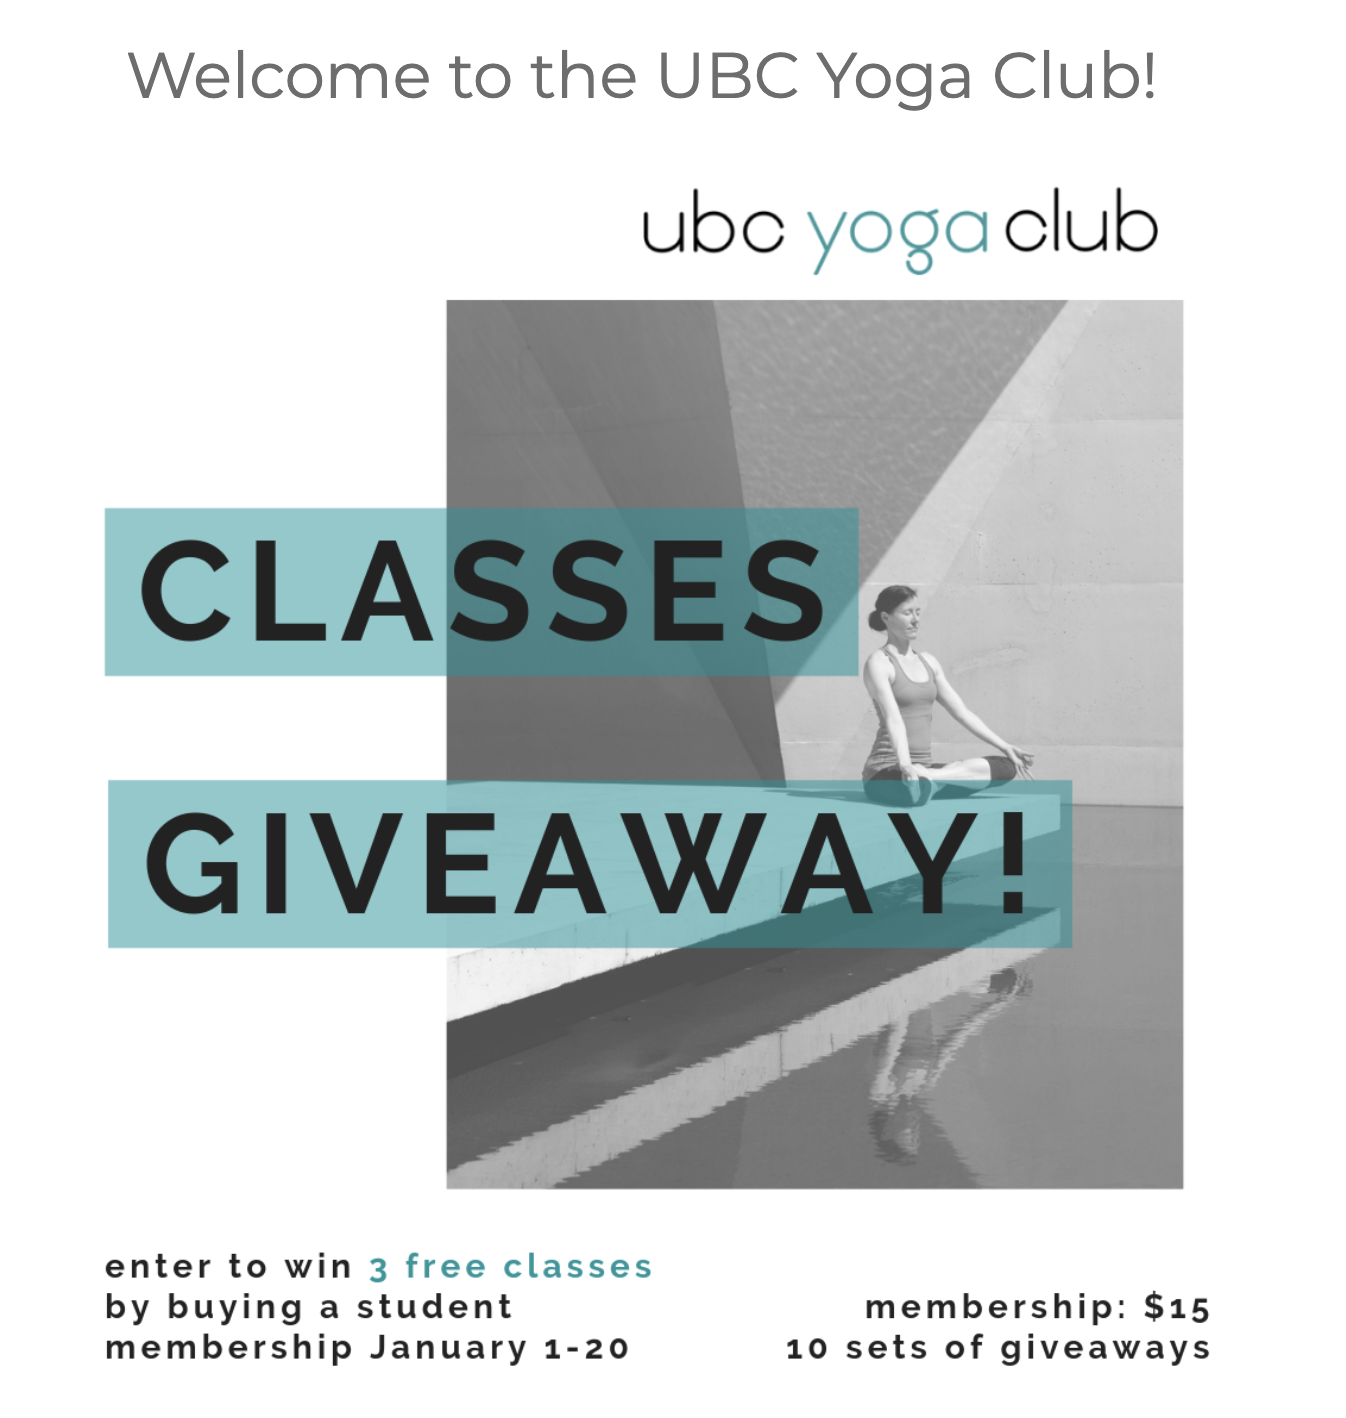 Welcome to the UBC Yoga Club!
ubc yoga club
CLASSES
GIVEAWAY!
enter to win 3 free classes
by buying a student
membership January 1-20
membership: $15
10 sets of giveaways